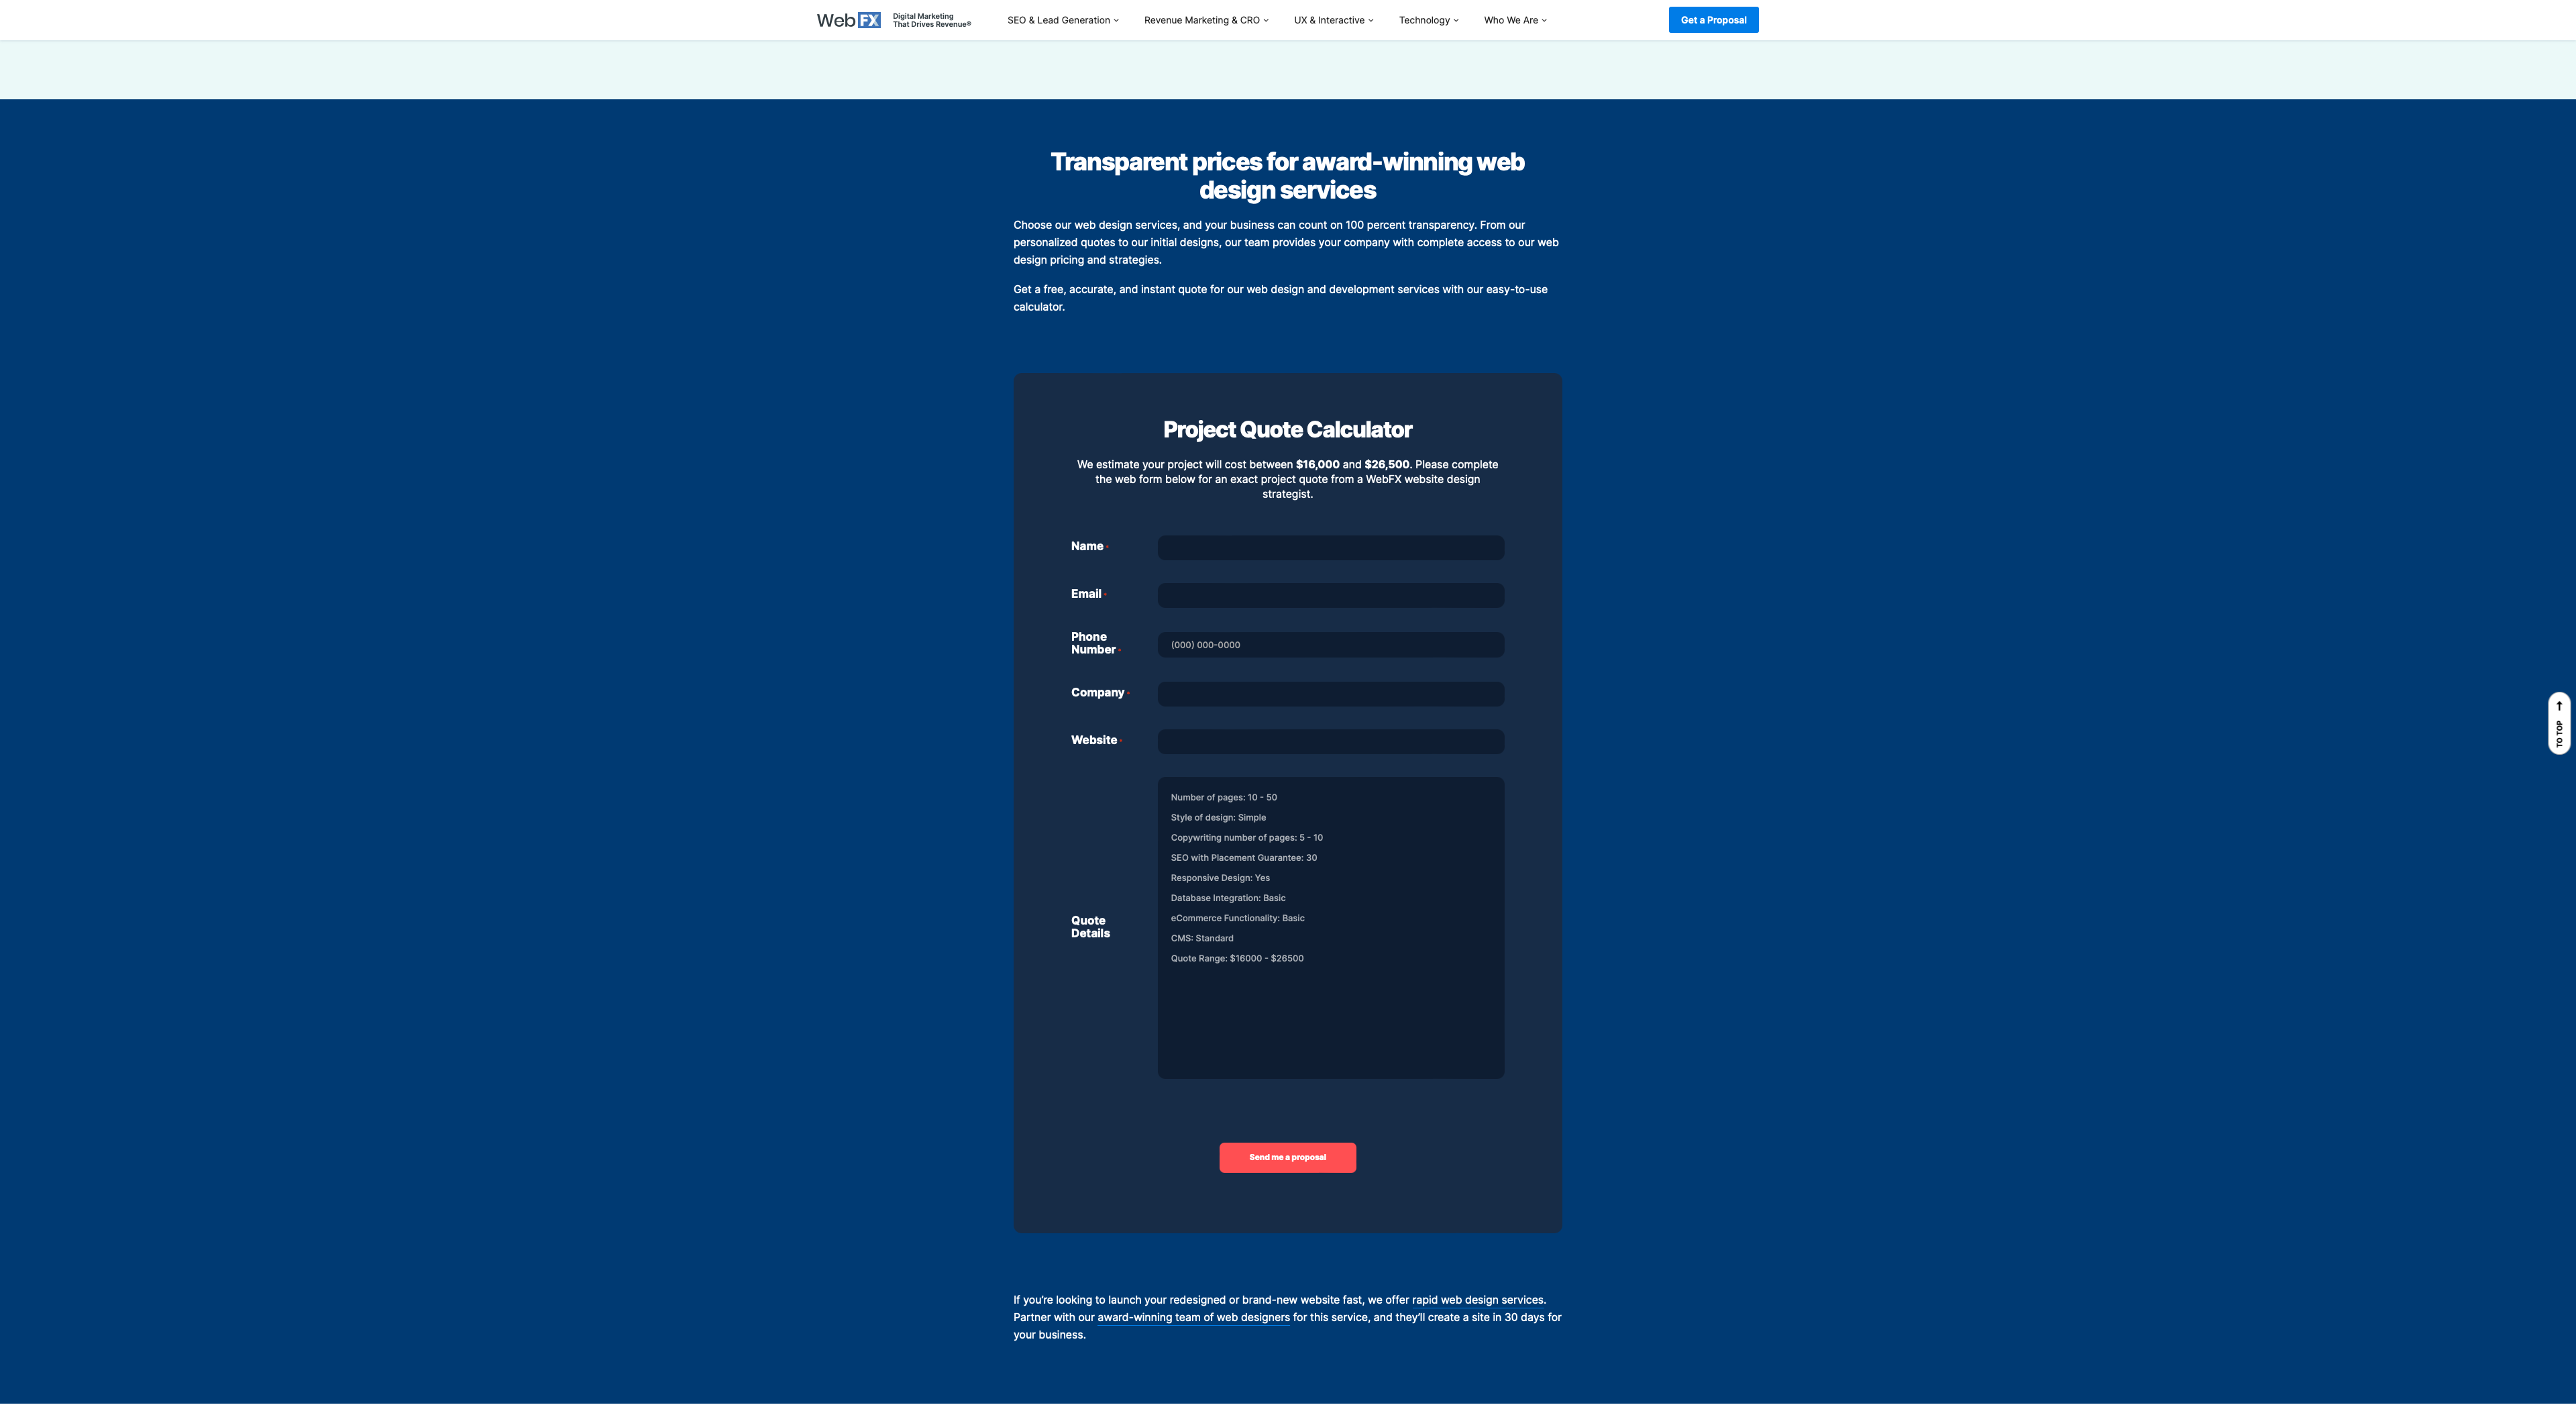 Web FX
Digital Marketing
That Drives Revenue®
SEO & Lead Generation
Revenue Marketing & CRO
UX & Interactive
Technology
Who We Are
Get a Proposal
Transparent prices for award-winning web
design services
Choose our web design services, and your business can count on 100 percent transparency. From our
personalized quotes to our initial designs, our team provides your company with complete access to our web
design pricing and strategies.
Get a free, accurate, and instant quote for our web design and development services with our easy-to-use
calculator.
Project Quote Calculator
We estimate your project will cost between $16,000 and $26,500. Please complete
the web form below for an exact project quote from a WebFX website design
strategist.
Name *
Email *
Phone
Number *
(000) 000-0000
Company *
Website *
TO TOP
Quote
Details
Number of pages: 10 - 50
Style of design: Simple
Copywriting number of pages: 5 - 10
SEO with Placement Guarantee: 30
Responsive Design: Yes
Database Integration: Basic
eCommerce Functionality: Basic
CMS: Standard
Quote Range: $16000 - $26500
Send me a proposal
If you’re looking to launch your redesigned or brand-new website fast, we offer rapid web design services.
Partner with our award-winning team of web designers for this service, and they’ll create a site in 30 days for
your business.